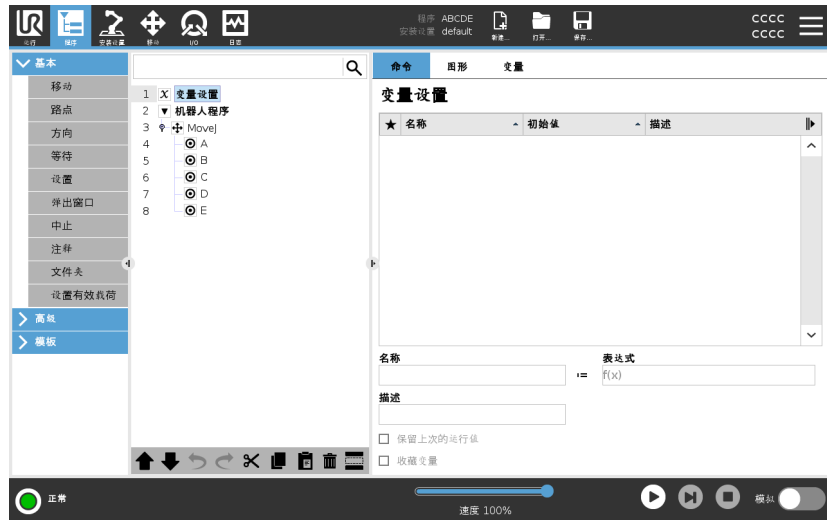 UR
程序 ABCDE
安装设置 default
CCCC
CCCC
运行 程序 安装设置 移动 I/O 日志 新建... 打开... 保存...
基本
移动
路点
方向
等待
设置
弹出窗口
中止
注释
文件夹
设置有效载荷
高级
模板
1 X 变量设置
2 机器人程序
3 MoveJ
4 A
5 B
6 C
7 D
8 E
命令 图形 变量
变量设置
名称 初始值 描述
名称 表达式
:= f(x)
描述
保留上次的运行值
收藏变量
正常
速度 100%
模拟